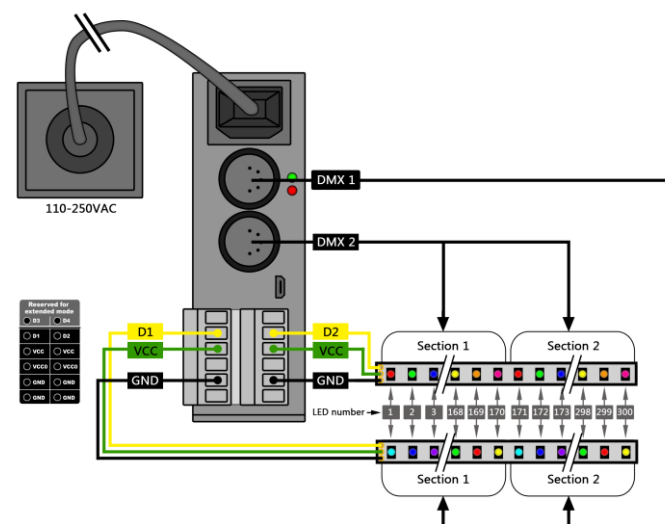 110-250VAC
DMX 1
DMX 2
Reserved for
extended mode
D3 D4
D1 D2
VCC VCC
VCCO VCCO
GND GND
GND GND
D1
VCC
GND
D2
VCC
GND
Section 1
Section 2
LED number
1 2 3 168 169 170 171 172 173 298 299 300
Section 1
Section 2